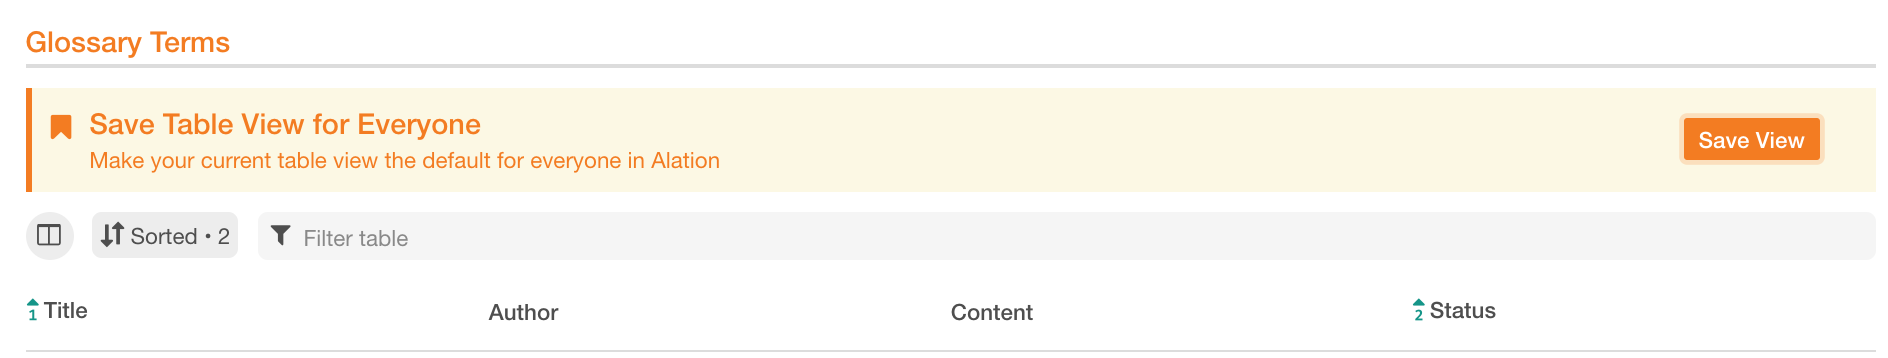 Glossary Terms
Save Table View for Everyone
Make your current table view the default for everyone in Alation
Save View
Sorted • 2
Filter table
1 Title
Author
Content
2 Status